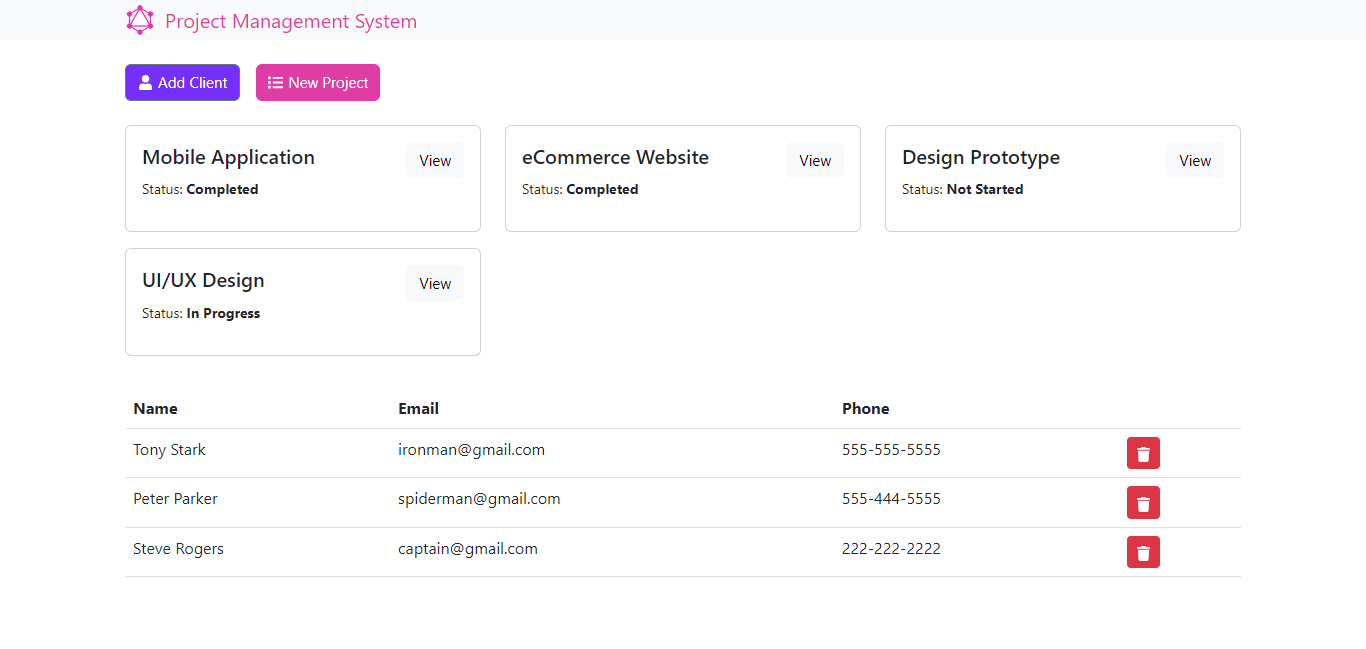 Project Management System
Add Client New Project
Mobile Application View
Status: Completed
eCommerce Website View
Status: Completed
Design Prototype View
Status: Not Started
UI/UX Design View
Status: In Progress
Name Email Phone
Tony Stark ironman@gmail.com 555-555-5555
Peter Parker spiderman@gmail.com 555-444-5555
Steve Rogers captain@gmail.com 222-222-2222